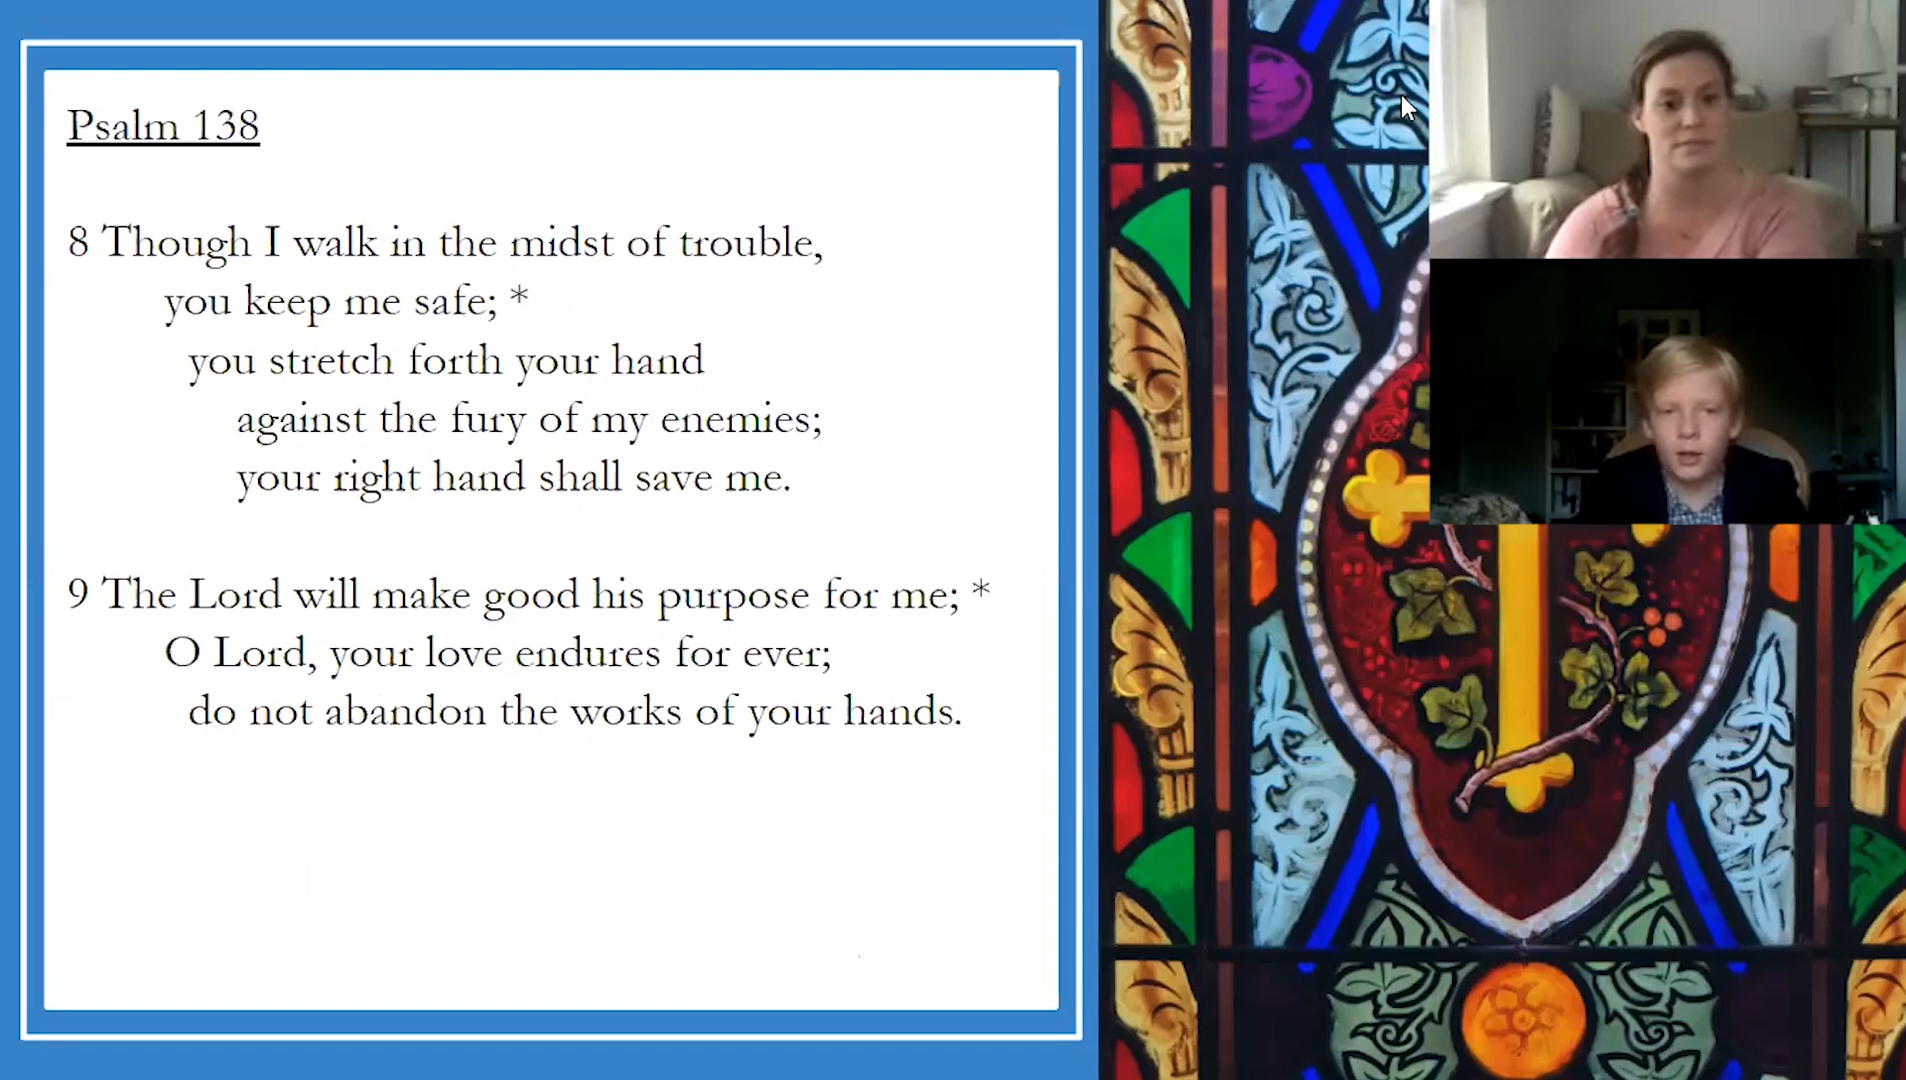 Psalm 138
8 Though I walk in the midst of trouble,
you keep me safe; *
you stretch forth your hand
against the fury of my enemies;
your right hand shall save me.
9 The Lord will make good his purpose for me; *
O Lord, your love endures for ever;
do not abandon the works of your hands.